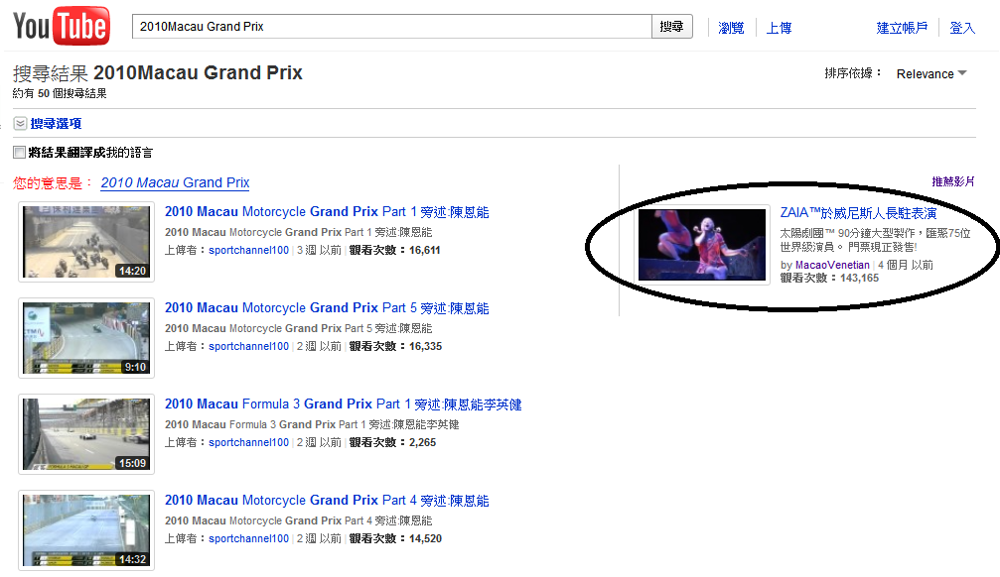 YouTube
2010Macau Grand Prix
搜尋
瀏覽
上傳
建立帳戶
登入
搜尋結果 2010Macau Grand Prix
約有 50 個搜尋結果
排序依據：
Relevance
搜尋選項
將結果翻譯成我的語言
您的意思是： 2010 Macau Grand Prix
14:20
2010 Macau Motorcycle Grand Prix Part 1 旁述:陳恩能
2010 Macau Motorcycle Grand Prix Part 1 旁述:陳恩能
上傳者：sportchannel100 | 3 週 以前 | 觀看次數：16,611
9:10
2010 Macau Motorcycle Grand Prix Part 5 旁述:陳恩能
2010 Macau Motorcycle Grand Prix Part 5 旁述:陳恩能
上傳者：sportchannel100 | 2 週 以前 | 觀看次數：16,335
15:09
2010 Macau Formula 3 Grand Prix Part 1 旁述:陳恩能李英健
2010 Macau Formula 3 Grand Prix Part 1 旁述:陳恩能李英健
上傳者：sportchannel100 | 2 週 以前 | 觀看次數：2,265
14:32
2010 Macau Motorcycle Grand Prix Part 4 旁述:陳恩能
2010 Macau Motorcycle Grand Prix Part 4 旁述:陳恩能
上傳者：sportchannel100 | 2 週 以前 | 觀看次數：14,520
推薦影片
ZAIA™於威尼斯人長駐表演
太陽劇團™ 90分鐘大型製作，匯聚75位
世界級演員。 門票現正發售!
by MacaoVenetian | 4 個月 以前
觀看次數：143,165